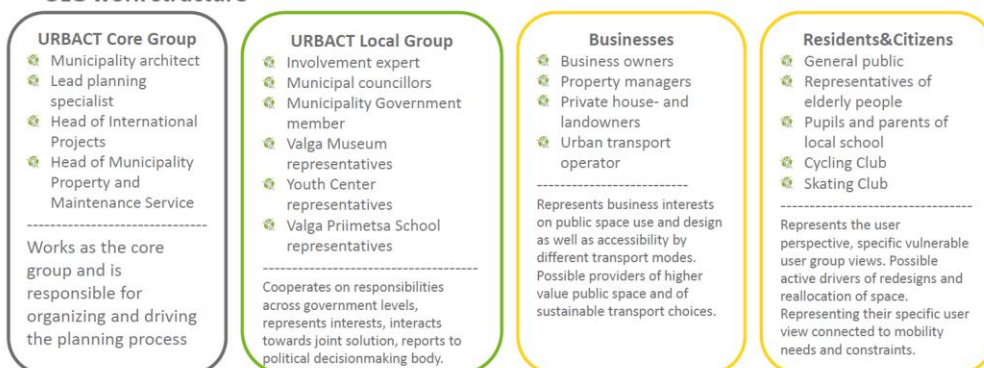 URBACT Core Group
Municipality architect
Lead planning
specialist
Head of International
Projects
Head of Municipality
Property and
Maintenance Service
-------------------------------
Works as the core
group and is
responsible for
organizing and driving
the planning process
URBACT Local Group
Involvement expert
Municipal councillors
Municipality Government
member
Valga Museum
representatives
Youth Center
representatives
Valga Priimetsa School
representatives
-------------------------------------
Cooperates on responsibilities
across government levels,
represents interests, interacts
towards joint solution, reports to
political decisionmaking body.
Businesses
Business owners
Property managers
Private house- and
landowners
Urban transport
operator
--------------------------
Represents business interests
on public space use and design
as well as accessibility by
different transport modes.
Possible providers of higher
value public space and of
sustainable transport choices.
Residents&Citizens
General public
Representatives of
elderly people
Pupils and parents of
local school
Cycling Club
Skating Club
---------------------------------
Represents the user
perspective, specific vulnerable
user group views. Possible
active drivers of redesigns and
reallocation of space.
Representing their specific user
view connected to mobility
needs and constraints.